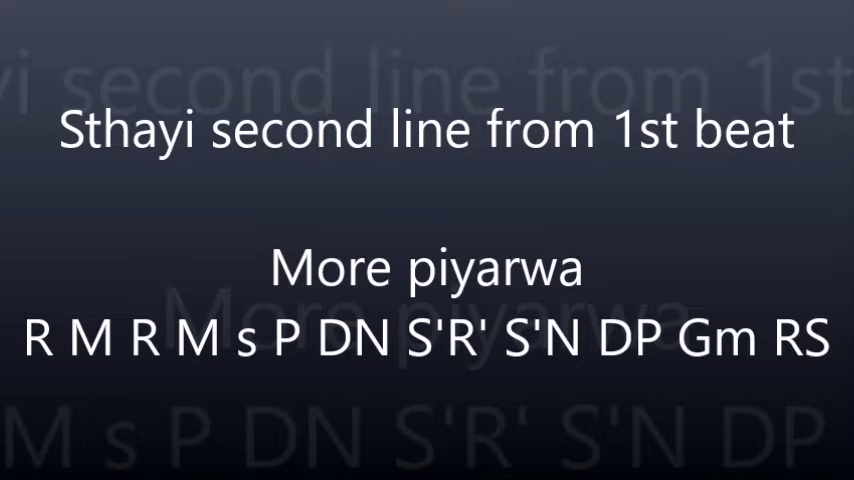 Sthayi second line from 1st beat
More piyarwa
R M R M s P DN S'R' S'N DP Gm RS